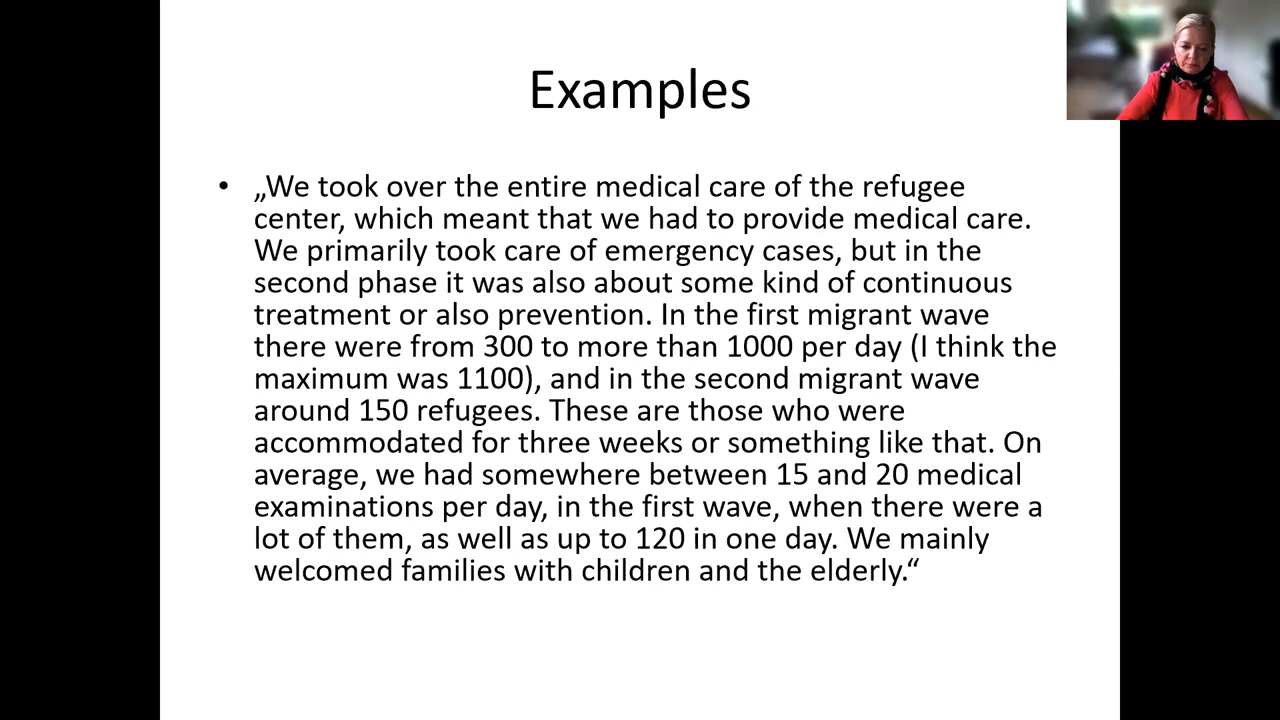 Examples
• „We took over the entire medical care of the refugee
center, which meant that we had to provide medical care.
We primarily took care of emergency cases, but in the
second phase it was also about some kind of continuous
treatment or also prevention. In the first migrant wave
there were from 300 to more than 1000 per day (I think the
maximum was 1100), and in the second migrant wave
around 150 refugees. These are those who were
accommodated for three weeks or something like that. On
average, we had somewhere between 15 and 20 medical
examinations per day, in the first wave, when there were a
lot of them, as well as up to 120 in one day. We mainly
welcomed families with children and the elderly.“